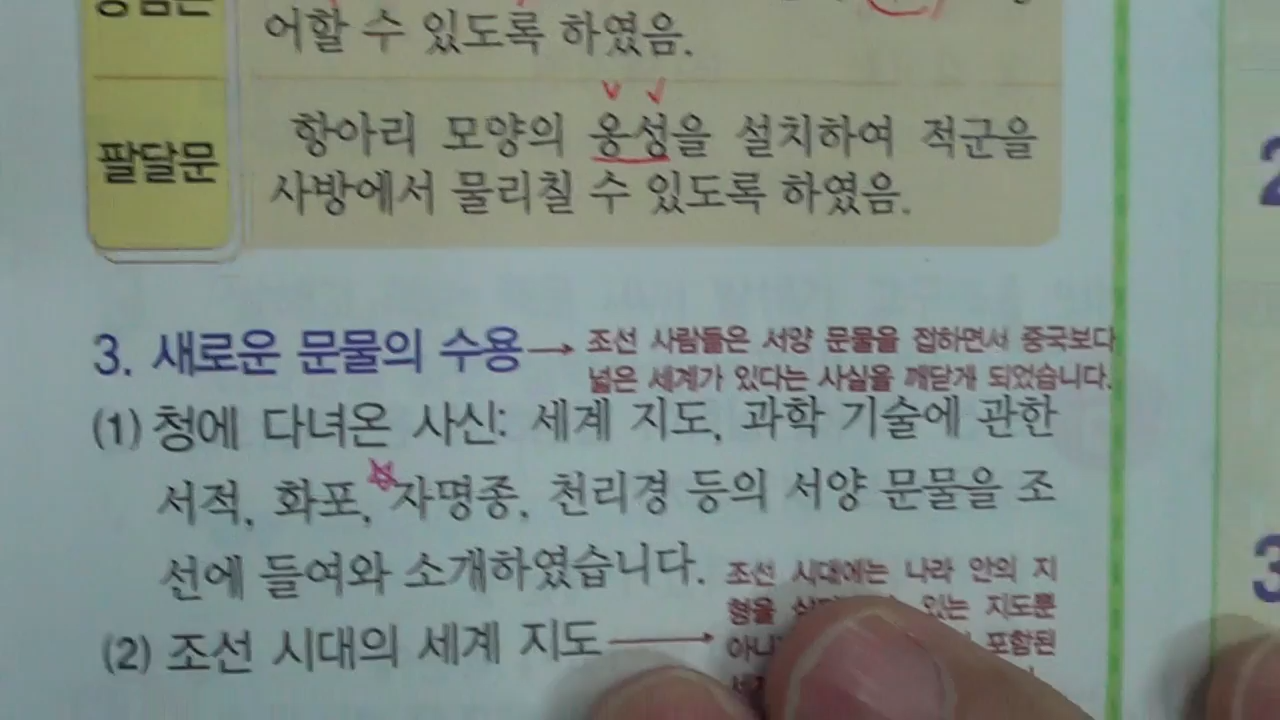 어할 수 있도록 하였음.
팔달문
항아리 모양의 옹성을 설치하여 적군을
사방에서 물리칠 수 있도록 하였음.
3. 새로운 문물의 수용→ 조선 사람들은 서양 문물을 접하면서 중국보다
넓은 세계가 있다는 사실을 깨닫게 되었습니다.
(1) 청에 다녀온 사신: 세계 지도, 과학 기술에 관한
서적, 화포, 자명종, 천리경 등의 서양 문물을 조
선에 들여와 소개하였습니다.
(2) 조선 시대의 세계 지도→
조선 시대에는 나라 안의 지
형을 있는 지도뿐
포함된
2
3